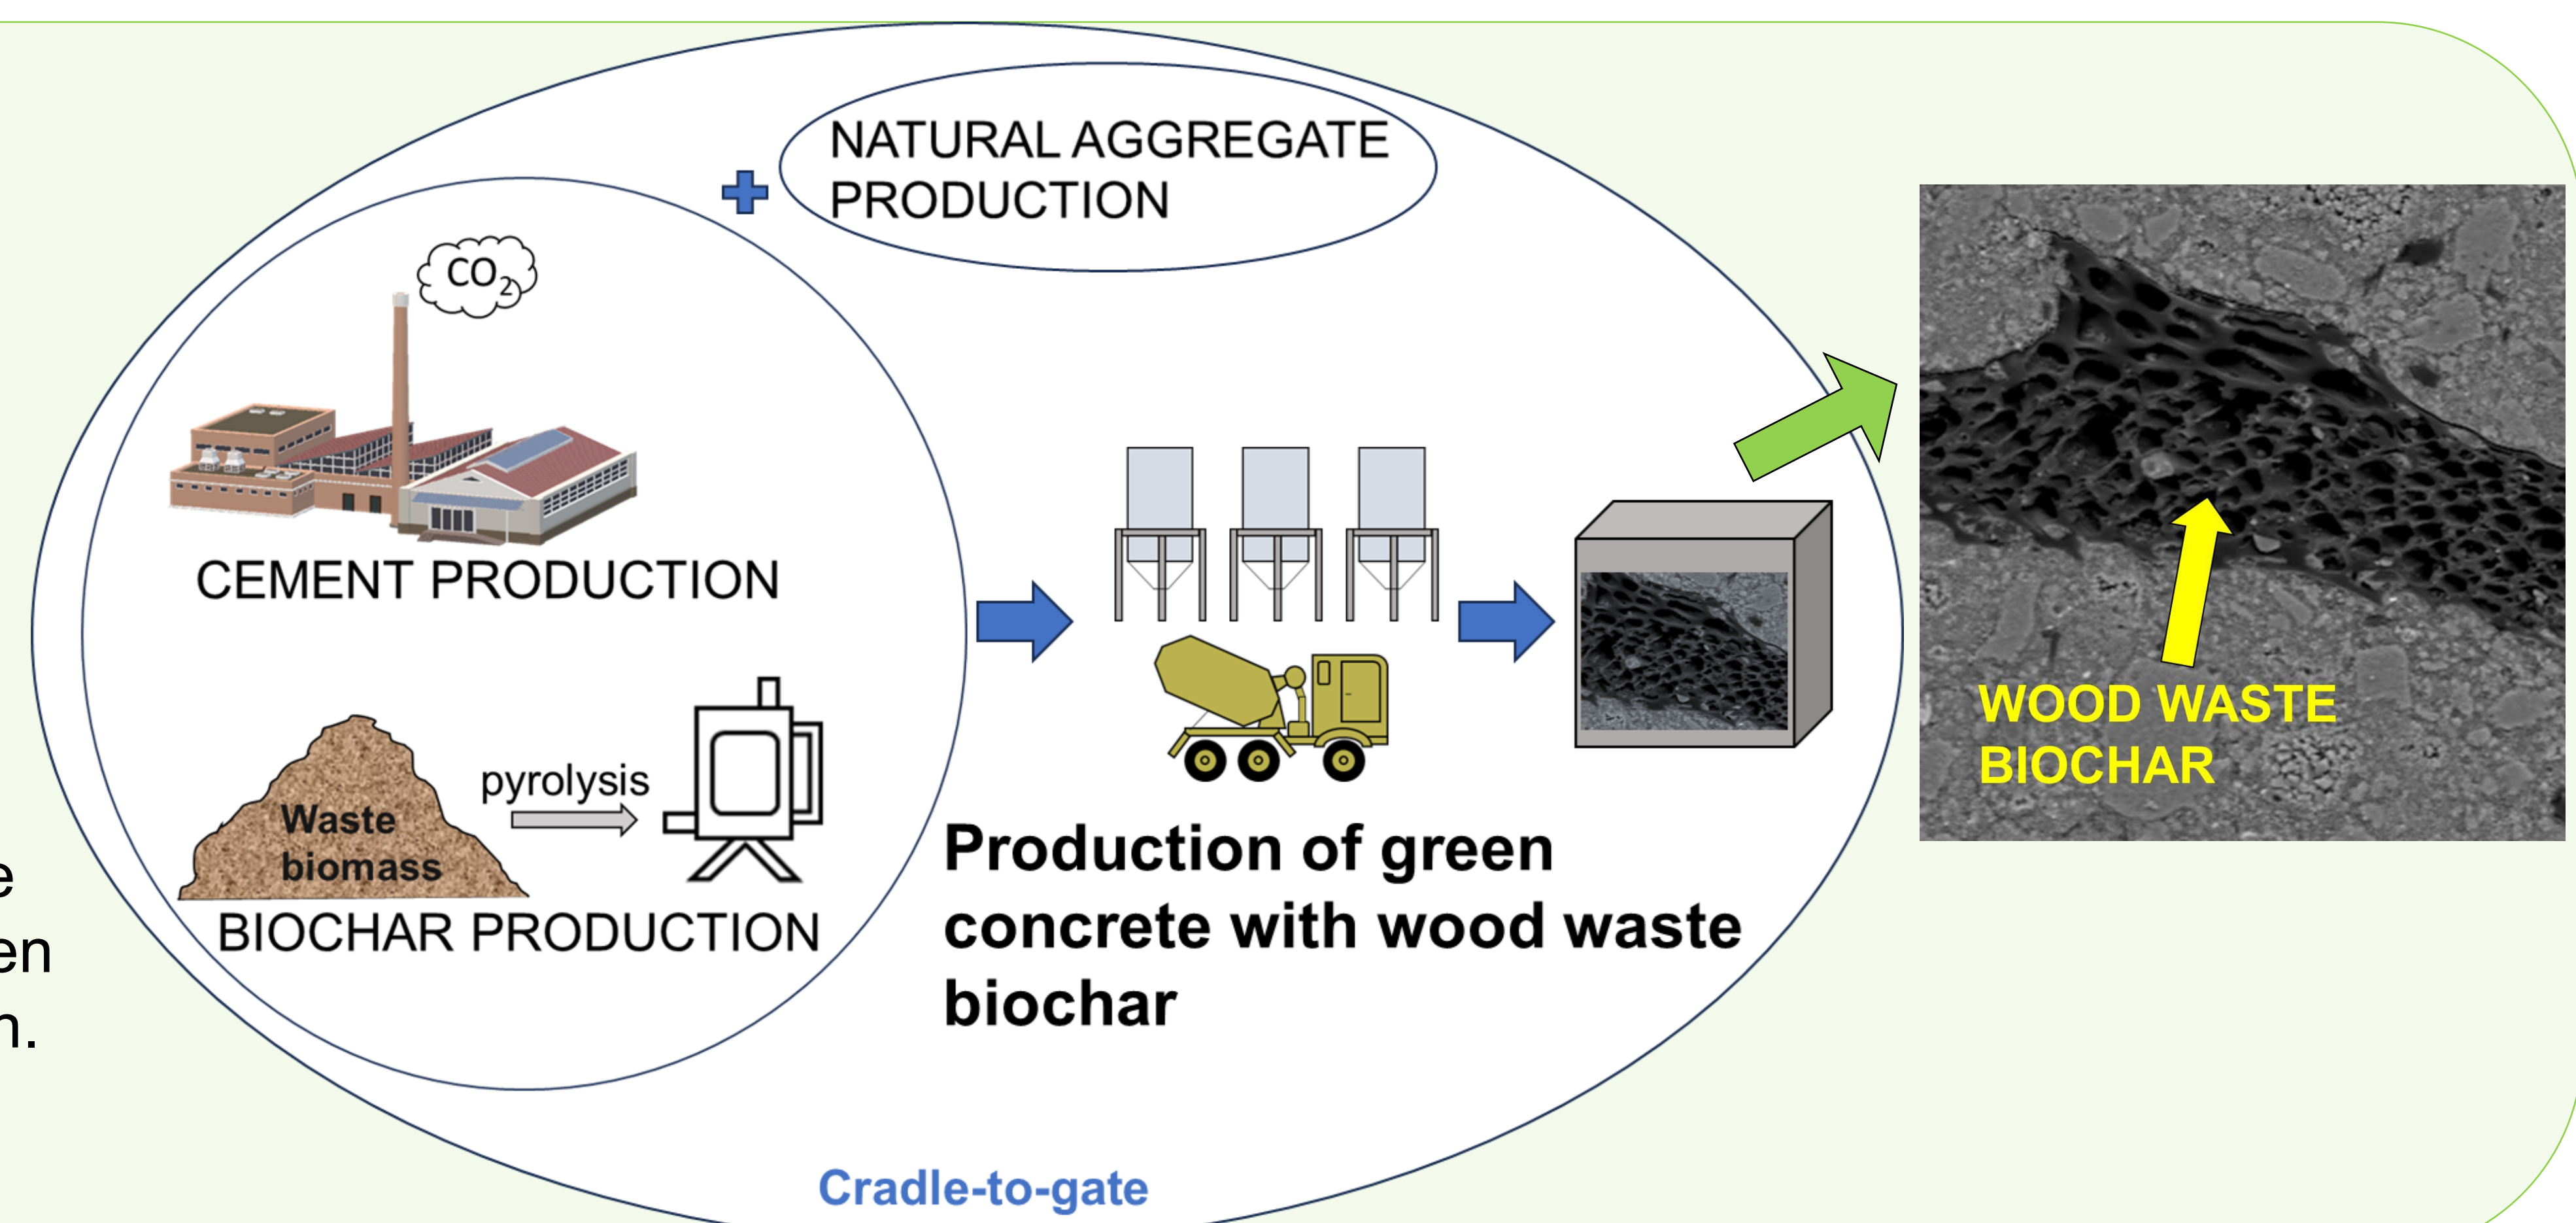 NATURAL AGGREGATE
PRODUCTION
CO₂
CEMENT PRODUCTION
pyrolysis
Waste
biomass
BIOCHAR PRODUCTION
Production of green
concrete with wood waste
biochar
WOOD WASTE
BIOCHAR
Cradle-to-gate